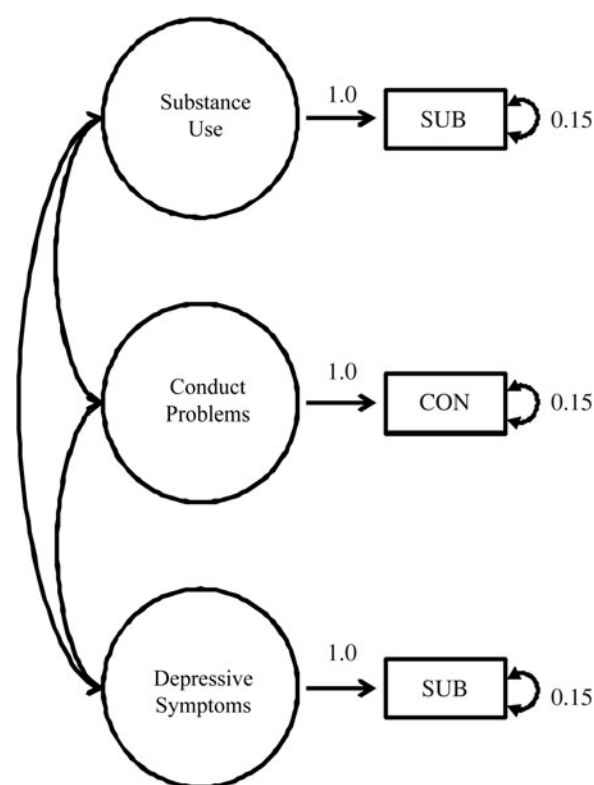 Substance
Use
1.0
SUB
0.15
Conduct
Problems
1.0
CON
0.15
Depressive
Symptoms
1.0
SUB
0.15